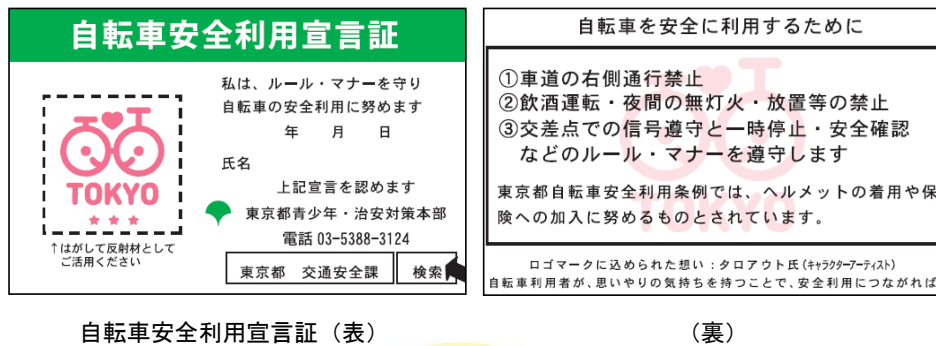 自転車安全利用宣言証
私は、ルール・マナーを守り
自転車の安全利用に努めます
年　月　日
氏名
上記宣言を認めます
東京都青少年・治安対策本部
電話 03-5388-3124
東京都　交通安全課　検索
TOKYO
↑はがして反射材として
ご活用ください
自転車安全利用宣言証（表）
自転車を安全に利用するために
①車道の右側通行禁止
②飲酒運転・夜間の無灯火・放置等の禁止
③交差点での信号遵守と一時停止・安全確認
などのルール・マナーを遵守します
東京都自転車安全利用条例では、ヘルメットの着用や保
険への加入に努めるものとされています。
TOKYO
ロゴマークに込められた想い：タロアウト氏(ｷｬﾗｸﾀｰｱｰﾃｨｽﾄ)
自転車利用者が、思いやりの気持ちを持つことで、安全利用につながれば
（裏）